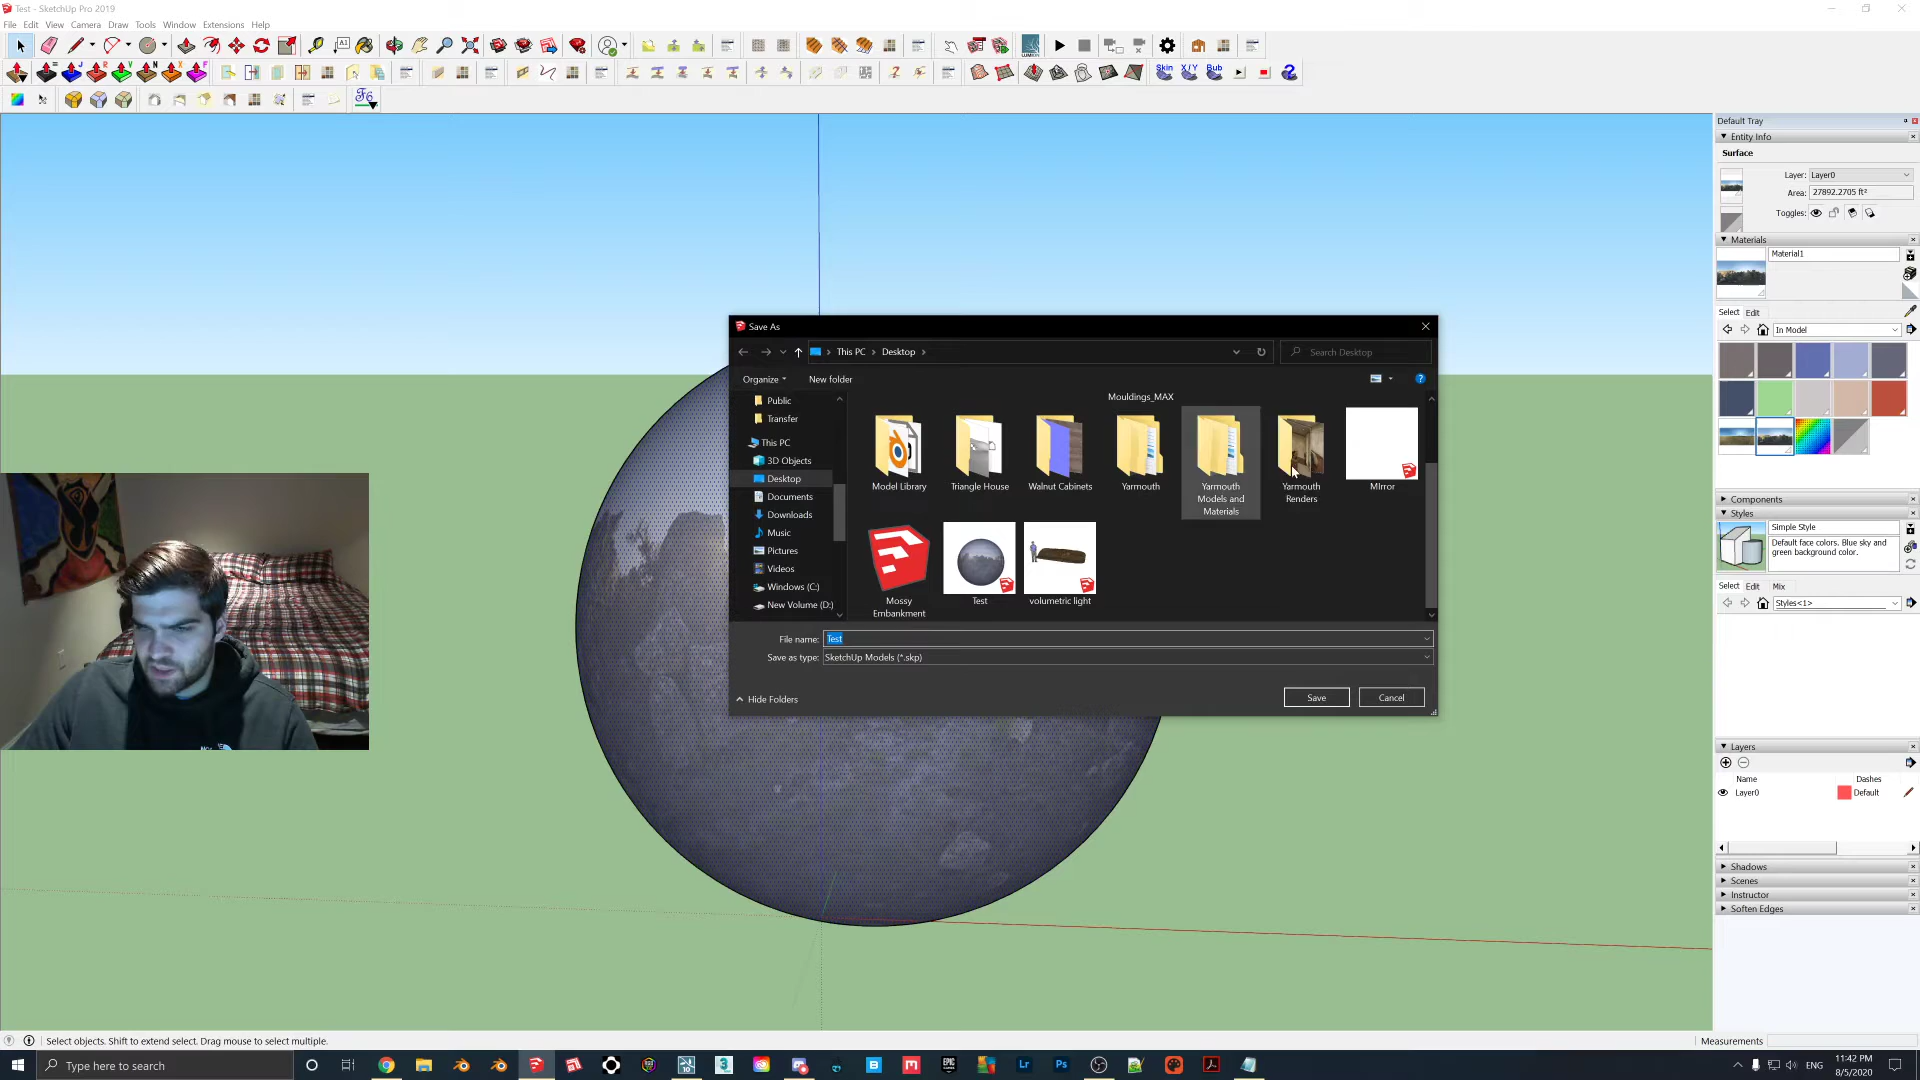 Test - SketchUp Pro 2019
File Edit View Camera Draw Tools Window Extensions Help
Skin X/Y Bub
Default Tray
Entity Info
Surface
Layer: Layer0
Area: 27892.2705 ft²
Toggles:
Materials
Material1
Select Edit
In Model
Components
Styles
Simple Style
Default face colors. Blue sky and
green background color.
Select Edit Mix
Styles<1>
Layers
Name Dashes
Layer0 Default
Shadows
Scenes
Instructor
Soften Edges
Save As
This PC › Desktop ›
Search Desktop
Organize New folder
Public
Transfer
This PC
3D Objects
Desktop
Documents
Downloads
Music
Pictures
Videos
Windows (C:)
New Volume (D:)
Mouldings_MAX
Model Library
Triangle House
Walnut Cabinets
Yarmouth
Yarmouth
Models and
Materials
Yarmouth
Renders
MIrror
Mossy
Embankment
Test
volumetric light
File name: Test
Save as type: SketchUp Models (*.skp)
Hide Folders
Save Cancel
Select objects. Shift to extend select. Drag mouse to select multiple.
Measurements
Type here to search
Lr
Ps
ENG
11:42 PM
8/5/2020